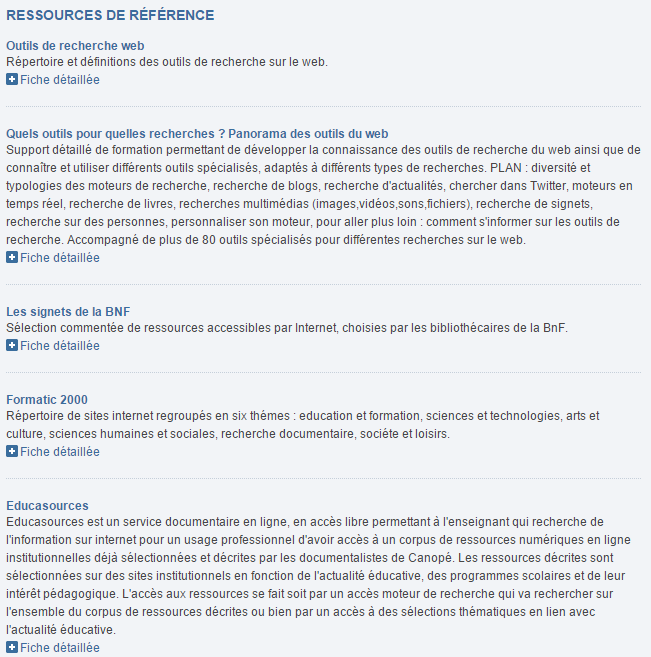 RESSOURCES DE RÉFÉRENCE
Outils de recherche web
Répertoire et définitions des outils de recherche sur le web.
Fiche détaillée
Quels outils pour quelles recherches ? Panorama des outils du web
Support détaillé de formation permettant de développer la connaissance des outils de recherche du web ainsi que de
connaître et utiliser différents outils spécialisés, adaptés à différents types de recherches. PLAN : diversité et
typologies des moteurs de recherche, recherche de blogs, recherche d'actualités, chercher dans Twitter, moteurs en
temps réel, recherche de livres, recherches multimédias (images,vidéos,sons,fichiers), recherche de signets,
recherche sur des personnes, personnaliser son moteur, pour aller plus loin : comment s'informer sur les outils de
recherche. Accompagné de plus de 80 outils spécialisés pour différentes recherches sur le web.
Fiche détaillée
Les signets de la BNF
Sélection commentée de ressources accessibles par Internet, choisies par les bibliothécaires de la BnF.
Fiche détaillée
Formatic 2000
Répertoire de sites internet regroupés en six thèmes : education et formation, sciences et technologies, arts et
culture, sciences humaines et sociales, recherche documentaire, sociéte et loisirs.
Fiche détaillée
Educasources
Educasources est un service documentaire en ligne, en accès libre permettant à l'enseignant qui recherche de
l'information sur internet pour un usage professionnel d'avoir accès à un corpus de ressources numériques en ligne
institutionnelles déjà sélectionnées et décrites par les documentalistes de Canopé. Les ressources décrites sont
sélectionnées sur des sites institutionnels en fonction de l'actualité éducative, des programmes scolaires et de leur
intérêt pédagogique. L'accès aux ressources se fait soit par un accès moteur de recherche qui va rechercher sur
l'ensemble du corpus de ressources décrites ou bien par un accès à des sélections thématiques en lien avec
l'actualité éducative.
Fiche détaillée